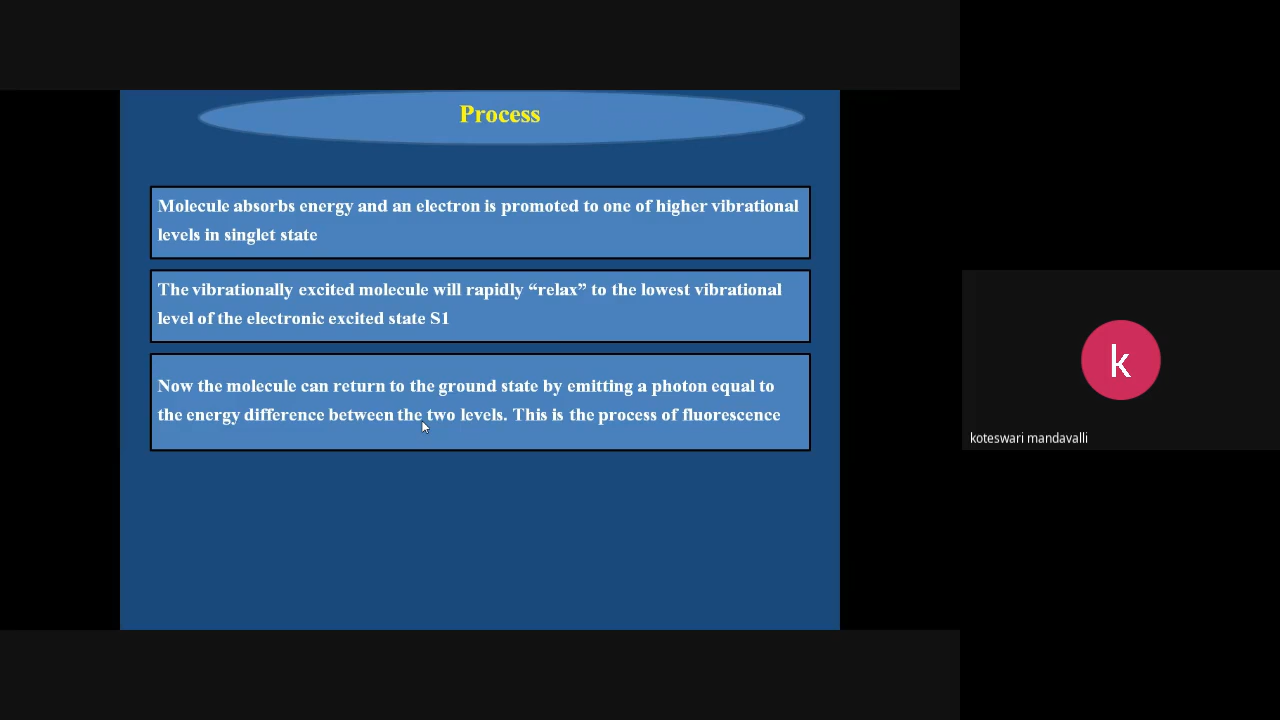 Process
Molecule absorbs energy and an electron is promoted to one of higher vibrational
levels in singlet state
The vibrationally excited molecule will rapidly “relax” to the lowest vibrational
level of the electronic excited state S1
Now the molecule can return to the ground state by emitting a photon equal to
the energy difference between the two levels. This is the process of fluorescence
k
koteswari mandavalli